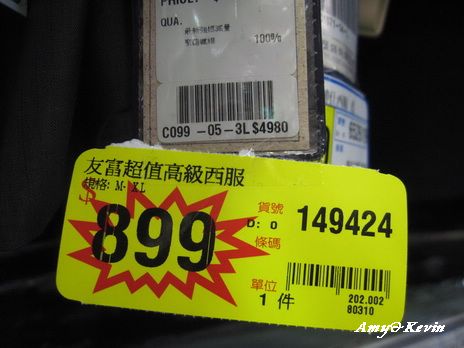 QUA.
100%
C099 -05-3L $4980
友富超值高級西服
規格: M-XL
$899
貨號 149424
D: 0
條碼
單位
1 件
202.002
80310
Amy&Kevin